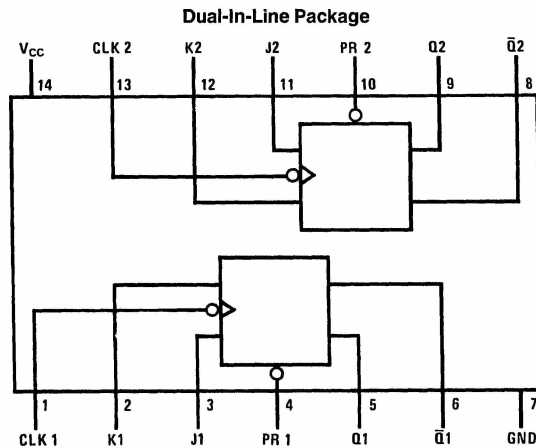 Dual-In-Line Package
VCC CLK 2 K2 J2 PR 2 Q2 Q̅2
14 13 12 11 10 9 8
1 2 3 4 5 6 7
CLK 1 K1 J1 PR 1 Q1 Q̅1 GND